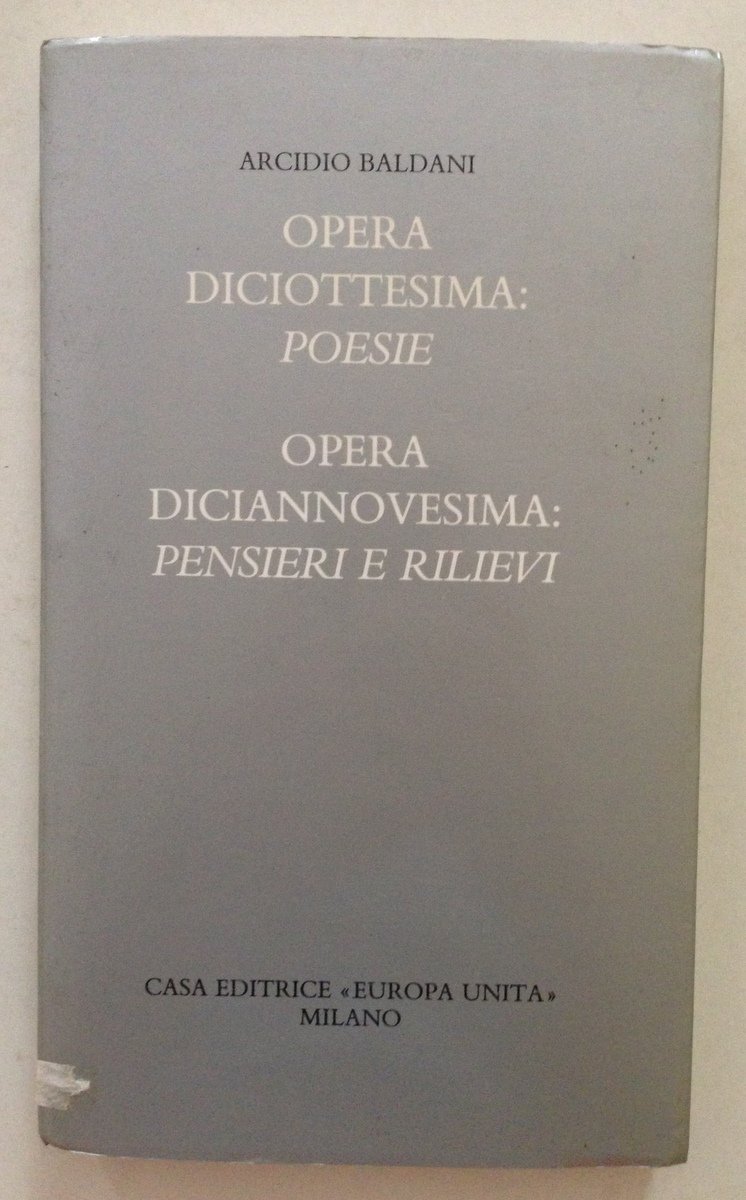 ARCIDIO BALDANI
OPERA
DICIOTTESIMA:
POESIE
OPERA
DICIANNOVESIMA:
PENSIERI E RILIEVI
CASA EDITRICE «EUROPA UNITA»
MILANO